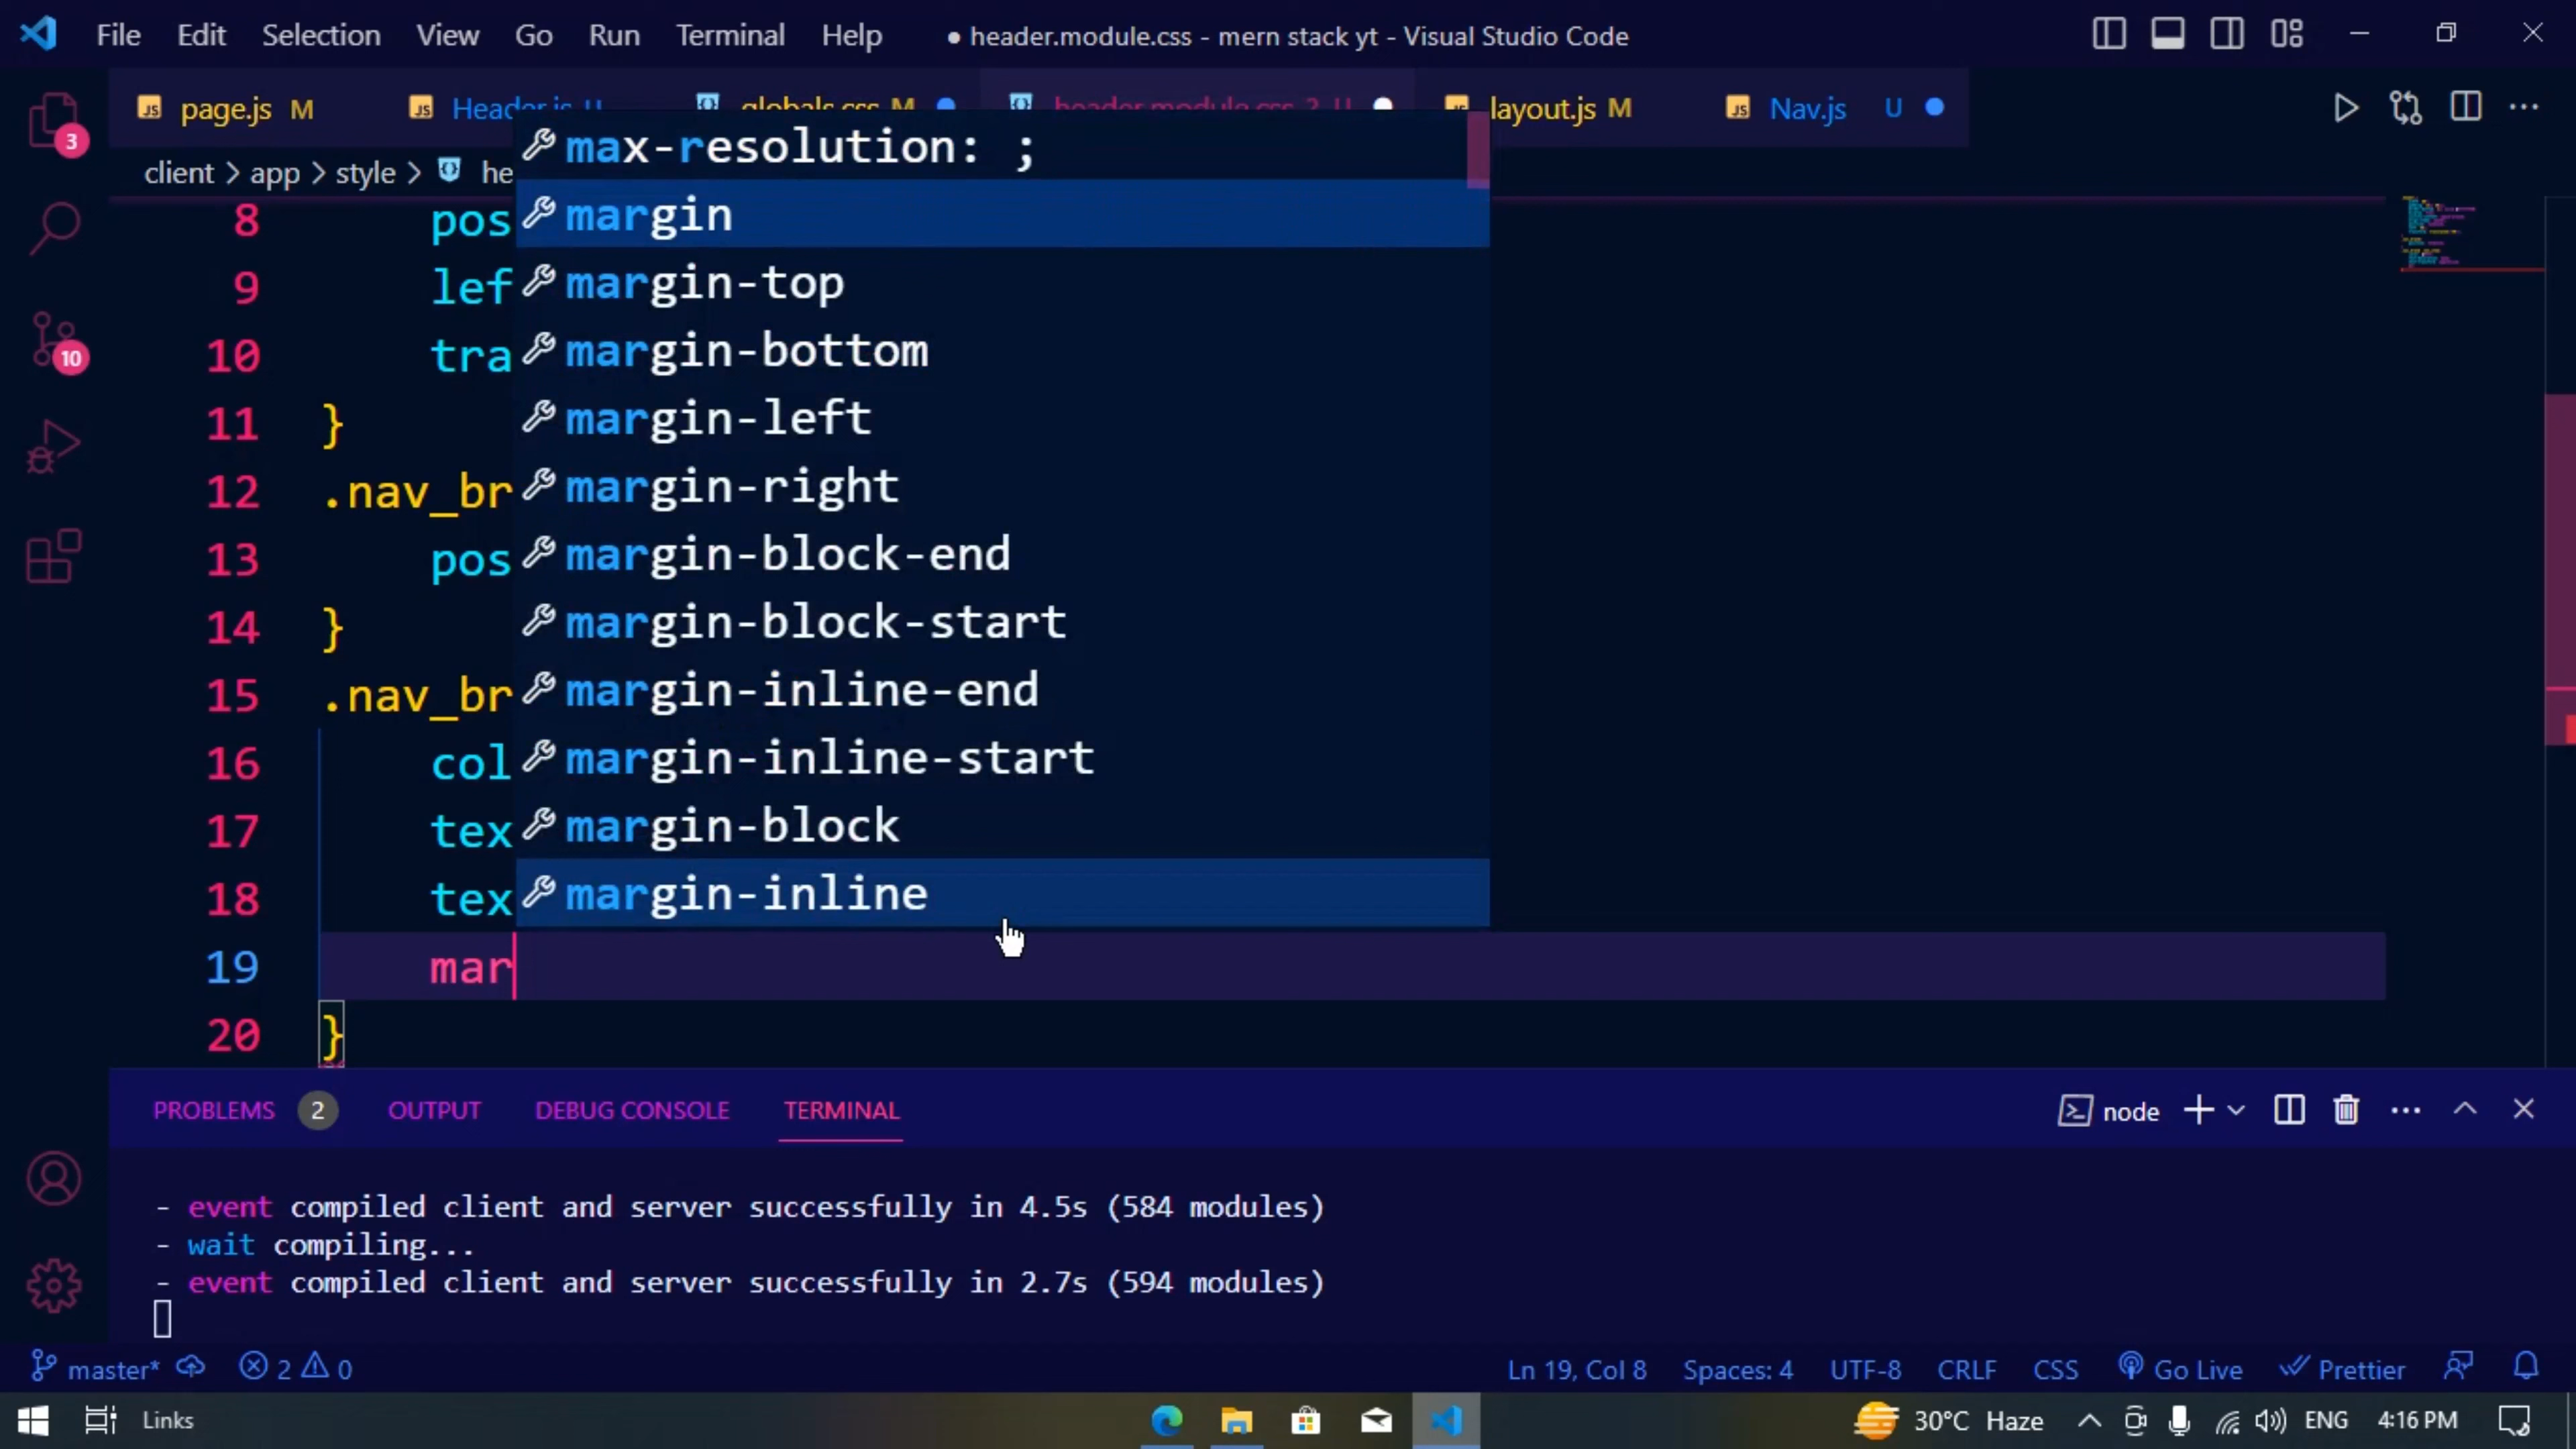 File Edit Selection View Go Run Terminal Help
● header.module.css - mern stack yt - Visual Studio Code
page.js M Header.js U globals.css M header.module.css 2, U layout.js M Nav.js U
client > app > style > he
max-resolution: ;
margin
margin-top
margin-bottom
margin-left
margin-right
margin-block-end
margin-block-start
margin-inline-end
margin-inline-start
margin-block
margin-inline
8 pos
9 lef
10 tra
11 }
12 .nav_br
13 pos
14 }
15 .nav_br
16 col
17 tex
18 tex
19 mar
20 }
3
10
PROBLEMS 2 OUTPUT DEBUG CONSOLE TERMINAL
node
- event compiled client and server successfully in 4.5s (584 modules)
- wait compiling...
- event compiled client and server successfully in 2.7s (594 modules)
master* 2 0 Ln 19, Col 8 Spaces: 4 UTF-8 CRLF CSS Go Live Prettier
Links 30°C Haze ENG 4:16 PM